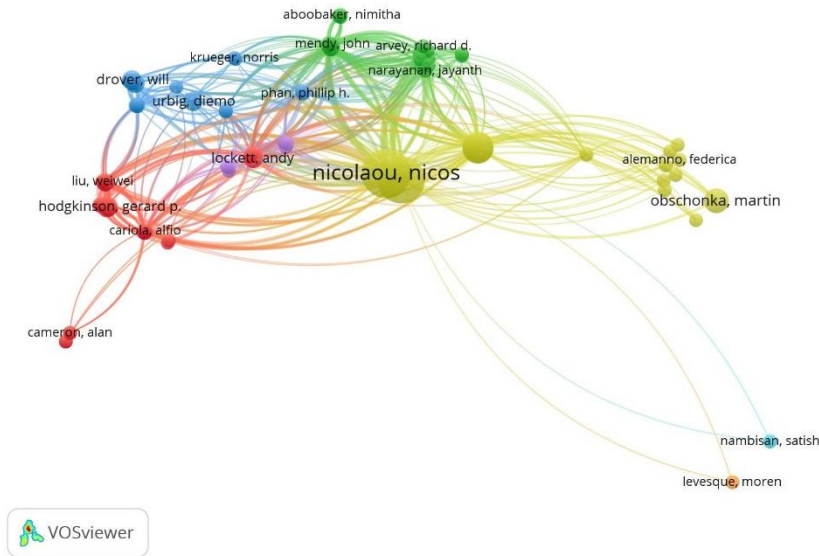 aboobaker, nimitha
mendy, john
arvey, richard d.
krueger, norris
narayanan, jayanth
drover, will
phan, phillip h.
urbig, diemo
lockett, andy
alemanno, federica
nicolaou, nicos
liu, weiwei
obschonka, martin
hodgkinson, gerard p.
cariola, alfio
cameron, alan
nambisan, satish
levesque, moren
VOSviewer